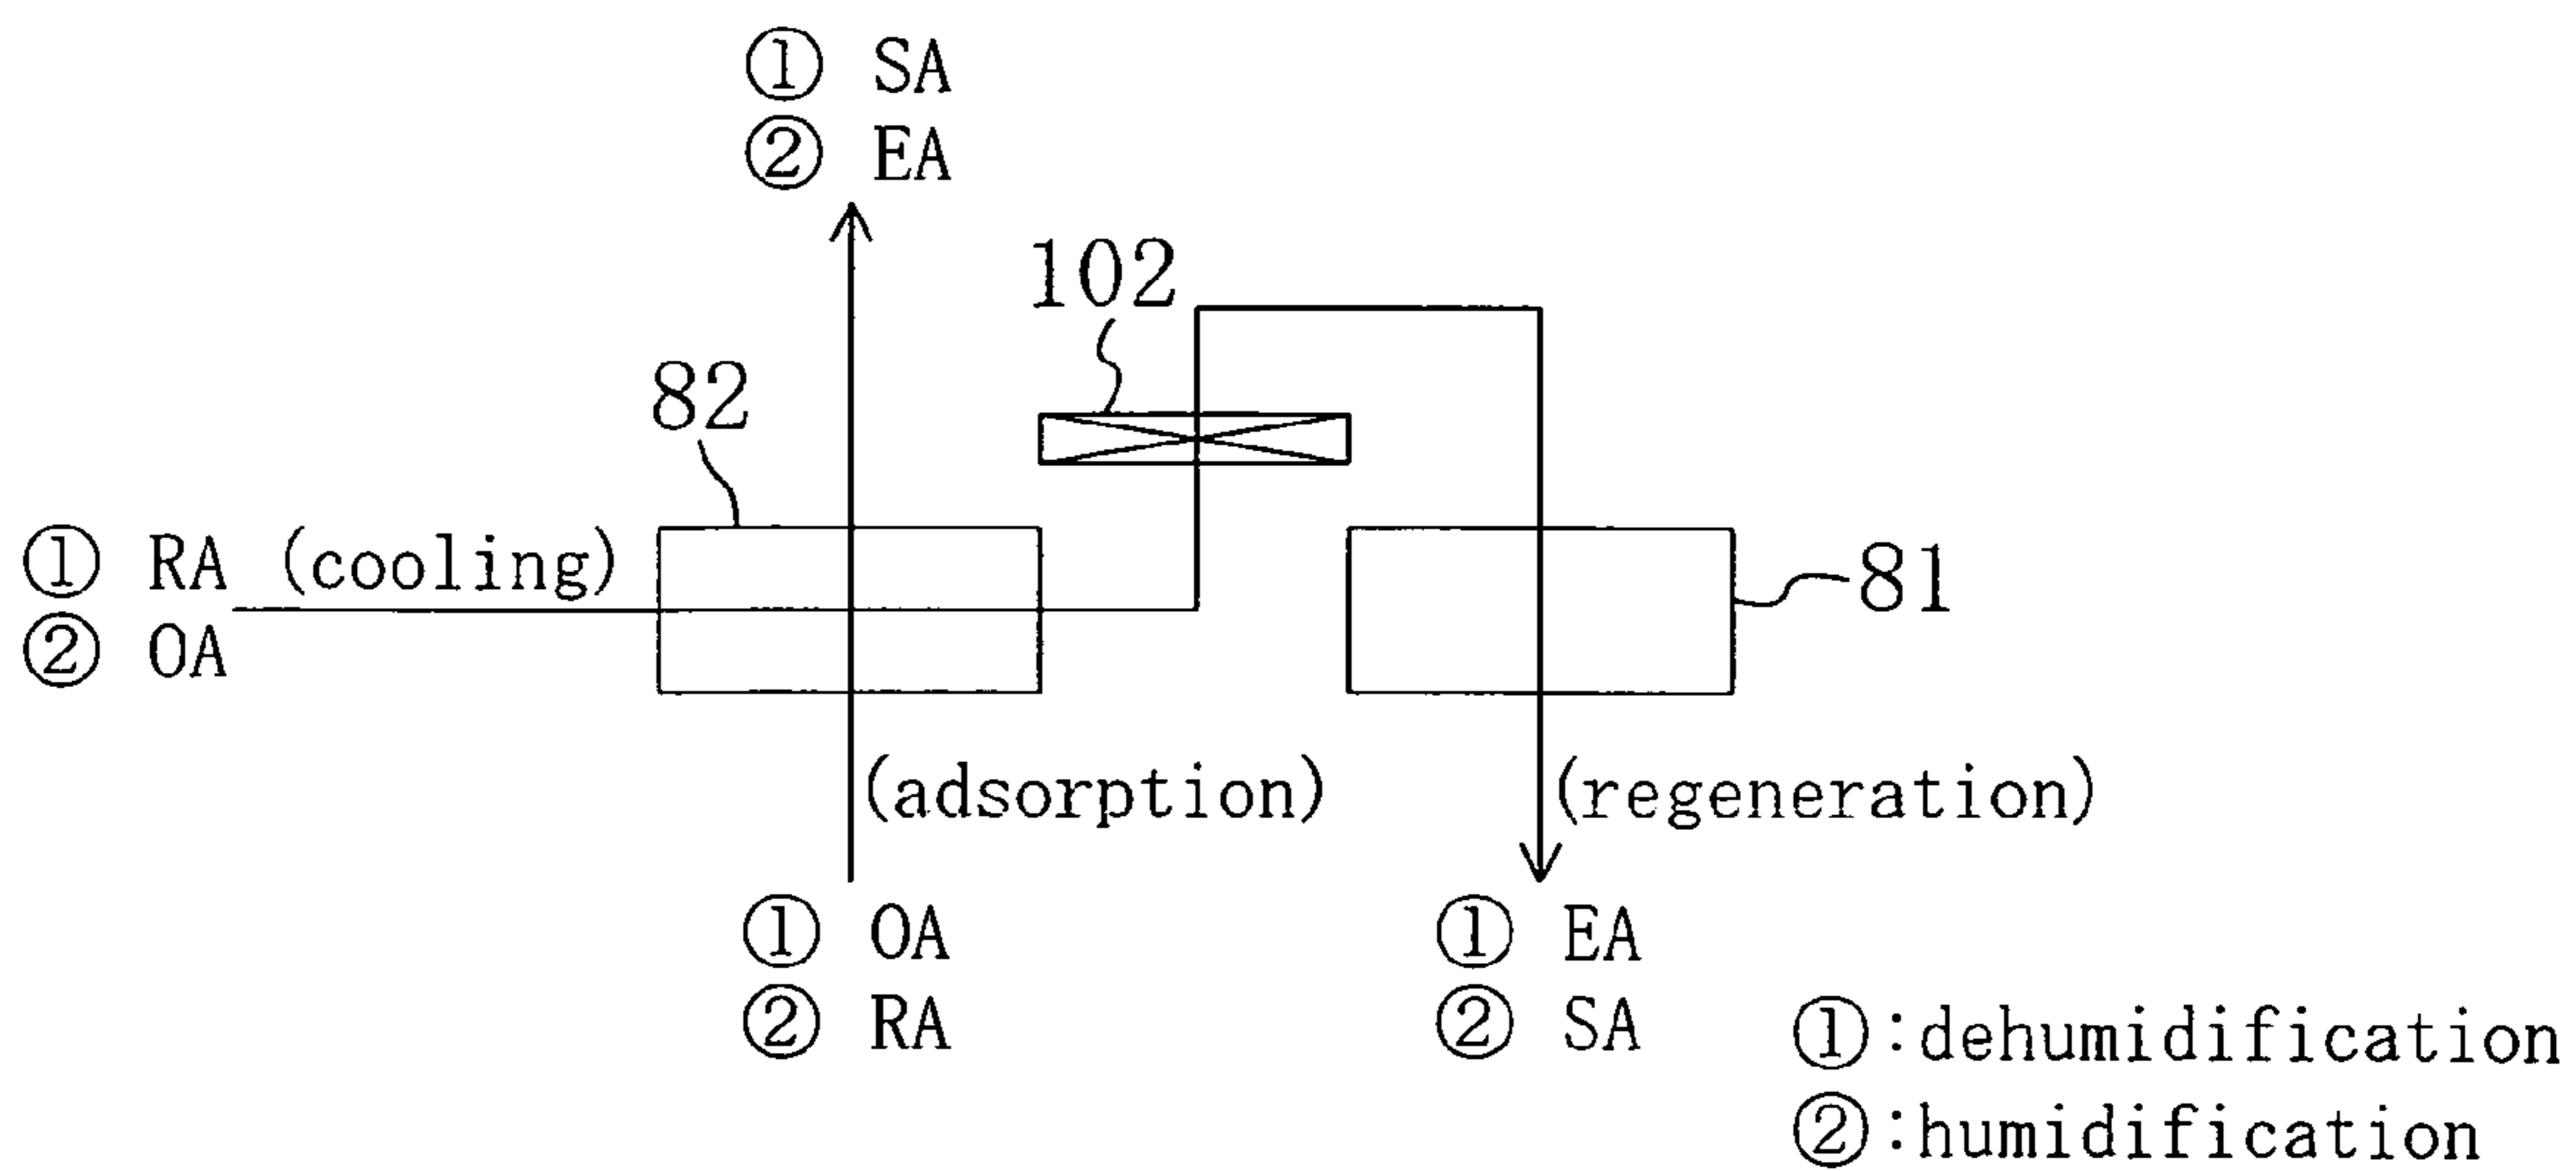 ① SA
② EA
102
82
① RA (cooling)
② OA
81
(adsorption)
(regeneration)
① OA
② RA
① EA
② SA
①:dehumidification
②:humidification